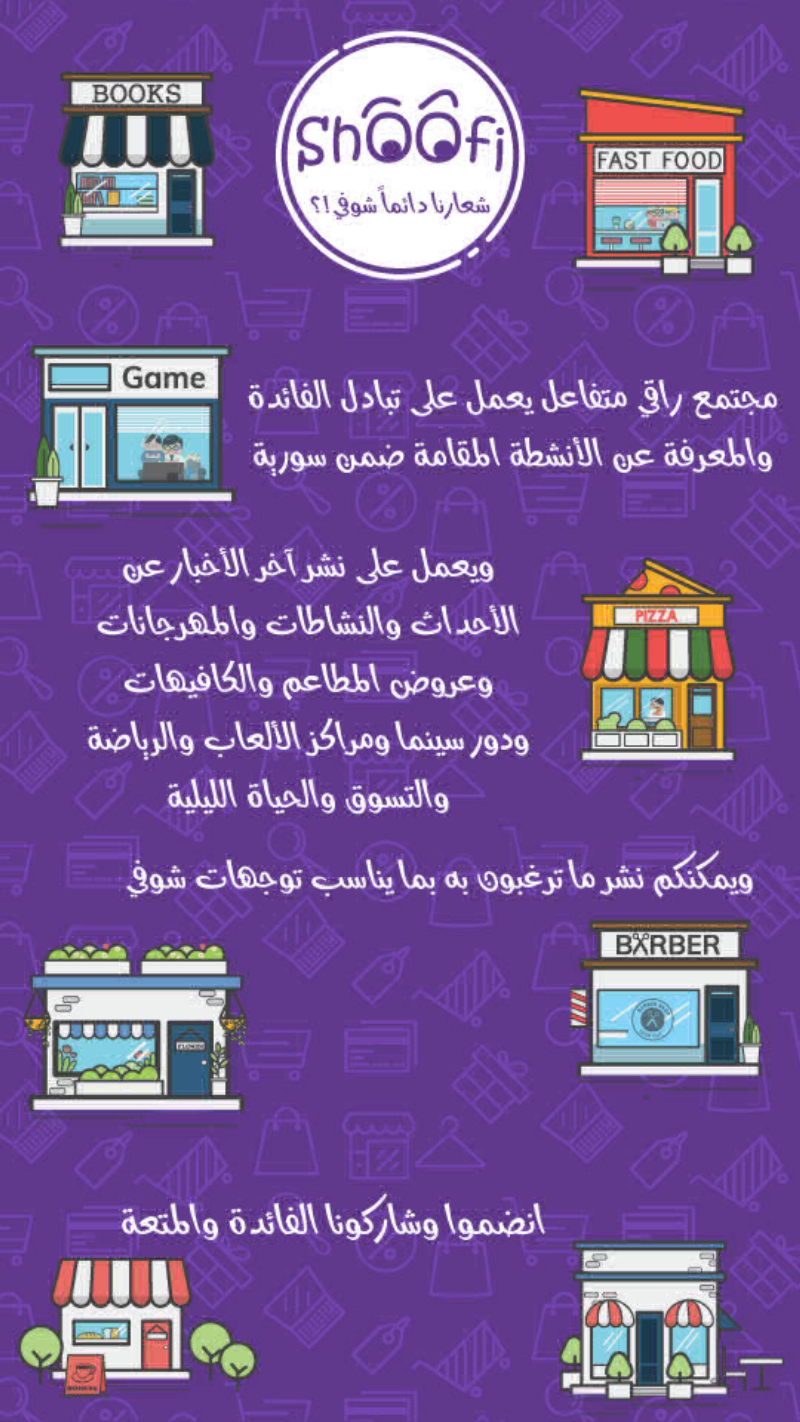 BOOKS
Shoofi
شعارنا دائماً شوفي !؟
FAST FOOD
Game
مجتمع راقي متفاعل يعمل على تبادل الفائدة
والمعرفة عن الأنشطة المقامة ضمن سورية
ويعمل على نشر آخر الأخبار عن
الأحداث والنشاطات والمهرجانات
وعروض المطاعم والكافيهات
ودور سينما ومراكز الألعاب والرياضة
والتسوق والحياة الليلية
PIZZA
ويمكنكم نشر ما ترغبون به بما يناسب توجهات شوفي
BARBER
انضموا وشاركونا الفائدة والمتعة